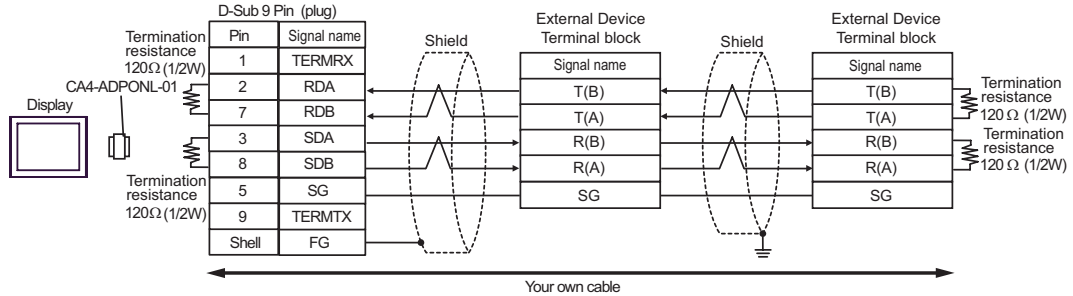 D-Sub 9 Pin (plug)
Pin
Signal name
1
TERMRX
2
RDA
7
RDB
3
SDA
8
SDB
5
SG
9
TERMTX
Shell
FG
Termination
resistance
120Ω (1/2W)
CA4-ADPONL-01
Display
Termination
resistance
120Ω (1/2W)
Shield
External Device
Terminal block
Signal name
T(B)
T(A)
R(B)
R(A)
SG
Shield
External Device
Terminal block
Signal name
T(B)
T(A)
R(B)
R(A)
SG
Termination
resistance
120 Ω (1/2W)
Termination
resistance
120 Ω (1/2W)
Your own cable